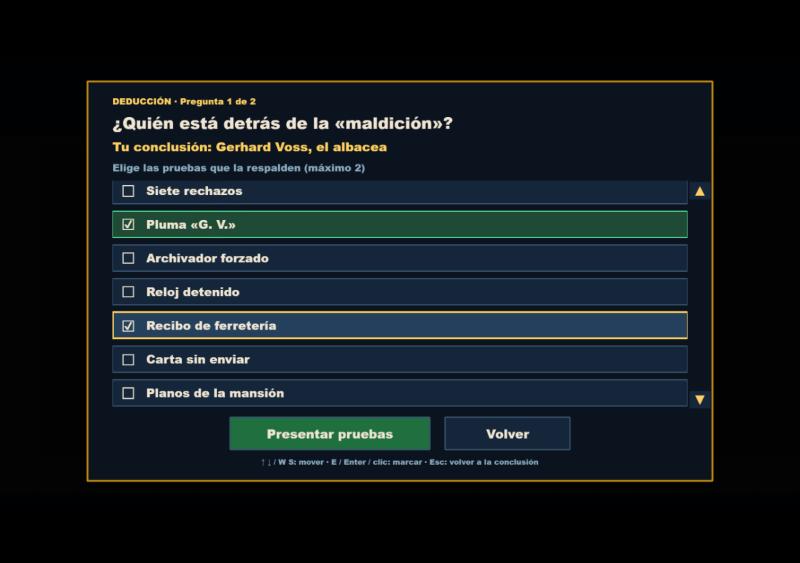 DEDUCCIÓN · Pregunta 1 de 2
¿Quién está detrás de la «maldición»?
Tu conclusión: Gerhard Voss, el albacea
Elige las pruebas que la respalden (máximo 2)
☐ Siete rechazos
☑ Pluma «G. V.»
☐ Archivador forzado
☐ Reloj detenido
☑ Recibo de ferretería
☐ Carta sin enviar
☐ Planos de la mansión
Presentar pruebas
Volver
↑ ↓ / W S: mover · E / Enter / clic: marcar · Esc: volver a la conclusión